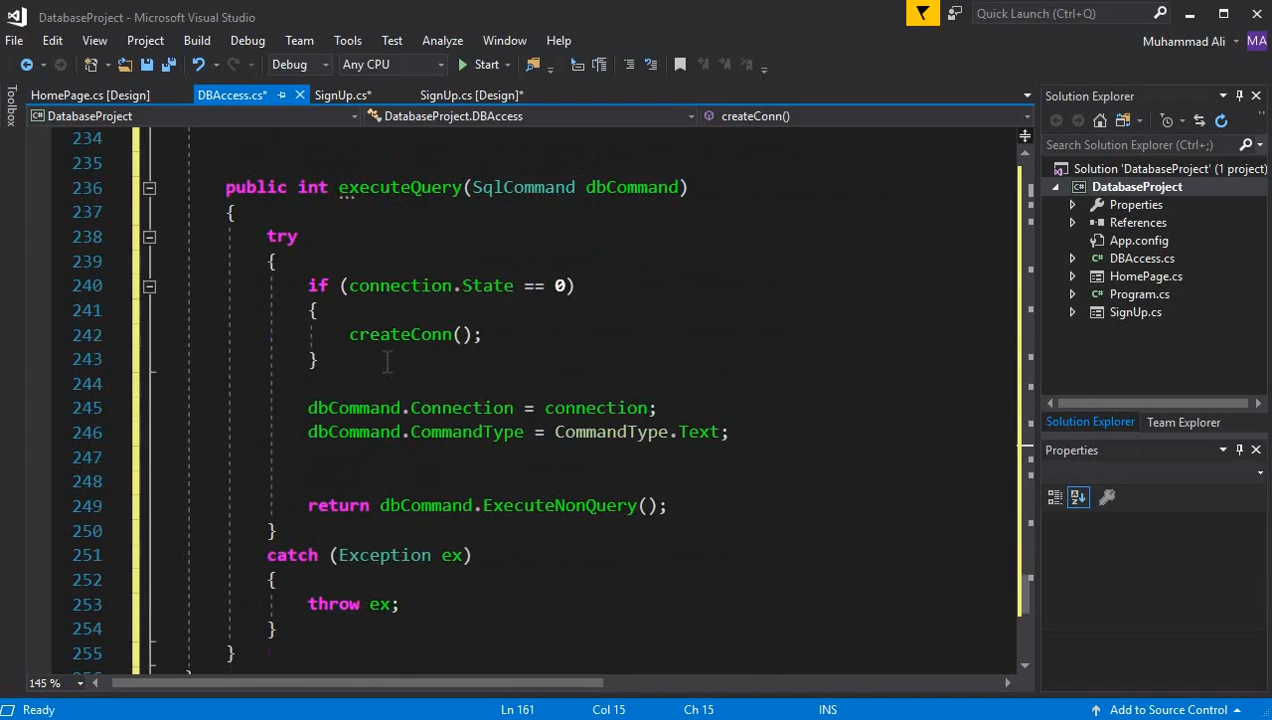 DatabaseProject - Microsoft Visual Studio
Quick Launch (Ctrl+Q)
File Edit View Project Build Debug Team Tools Test Analyze Window Help
Muhammad Ali MA
Debug Any CPU Start
Toolbox
HomePage.cs [Design] DBAccess.cs* SignUp.cs* SignUp.cs [Design]*
DatabaseProject DatabaseProject.DBAccess createConn()
234
235
236 public int executeQuery(SqlCommand dbCommand)
237 {
238 try
239 {
240 if (connection.State == 0)
241 {
242 createConn();
243 }
244
245 dbCommand.Connection = connection;
246 dbCommand.CommandType = CommandType.Text;
247
248
249 return dbCommand.ExecuteNonQuery();
250 }
251 catch (Exception ex)
252 {
253 throw ex;
254 }
255 }
145 %
Solution Explorer
Search Solution Explorer (Ctrl+;)
Solution 'DatabaseProject' (1 project)
DatabaseProject
Properties
References
App.config
DBAccess.cs
HomePage.cs
Program.cs
SignUp.cs
Solution Explorer Team Explorer
Properties
Ready Ln 161 Col 15 Ch 15 INS Add to Source Control